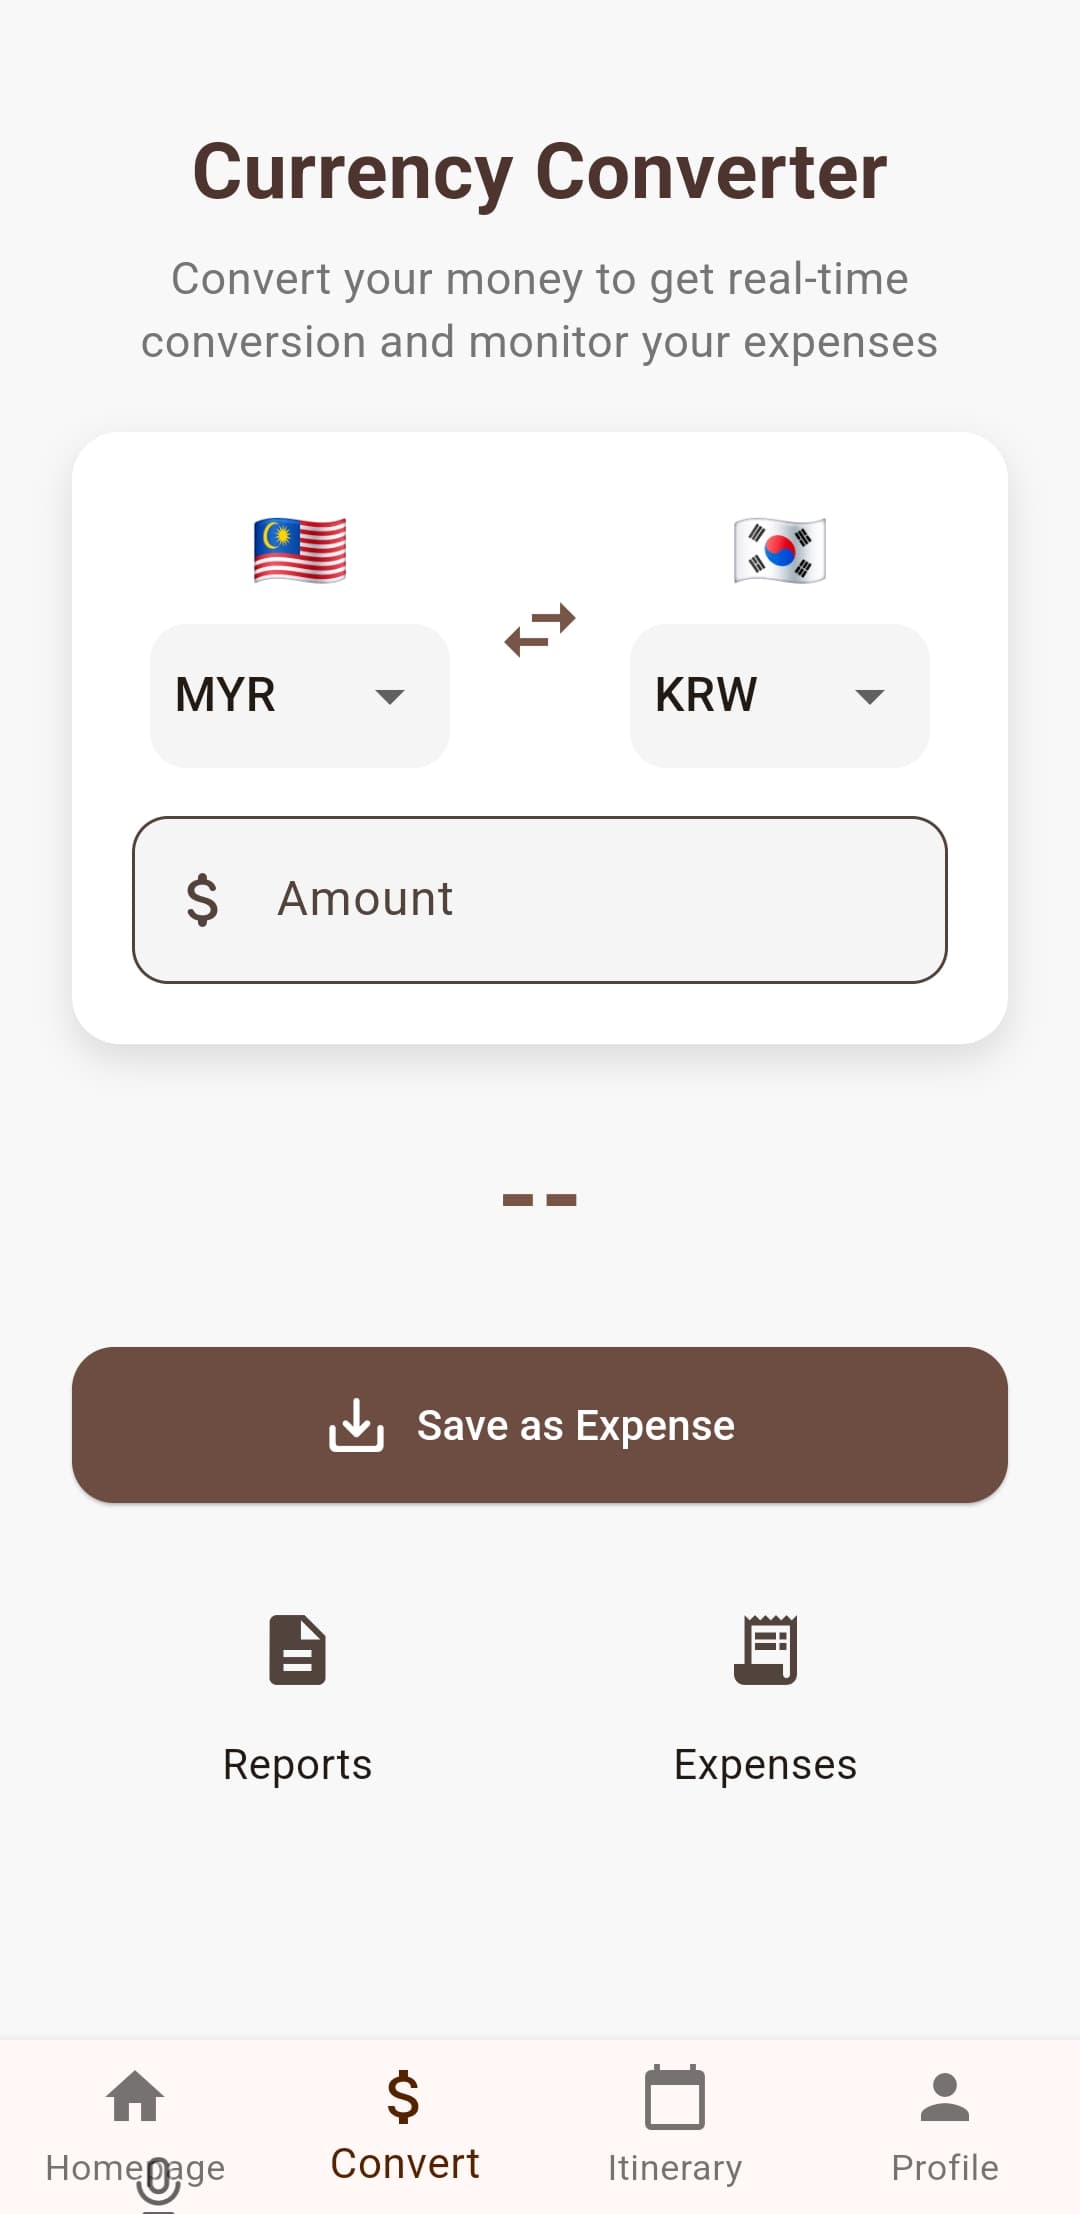 Currency Converter
Convert your money to get real-time
conversion and monitor your expenses
MYR
KRW
$ Amount
--
Save as Expense
Reports
Expenses
Homepage
$ Convert
Itinerary
Profile